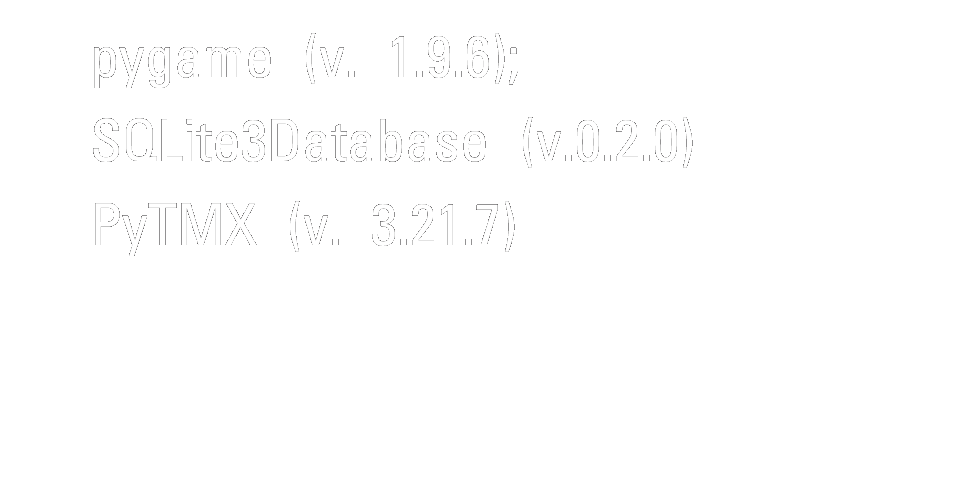 pygame (v. 1.9.6);
SQLite3Database (v.0.2.0)
PyTMX (v. 3.21.7)